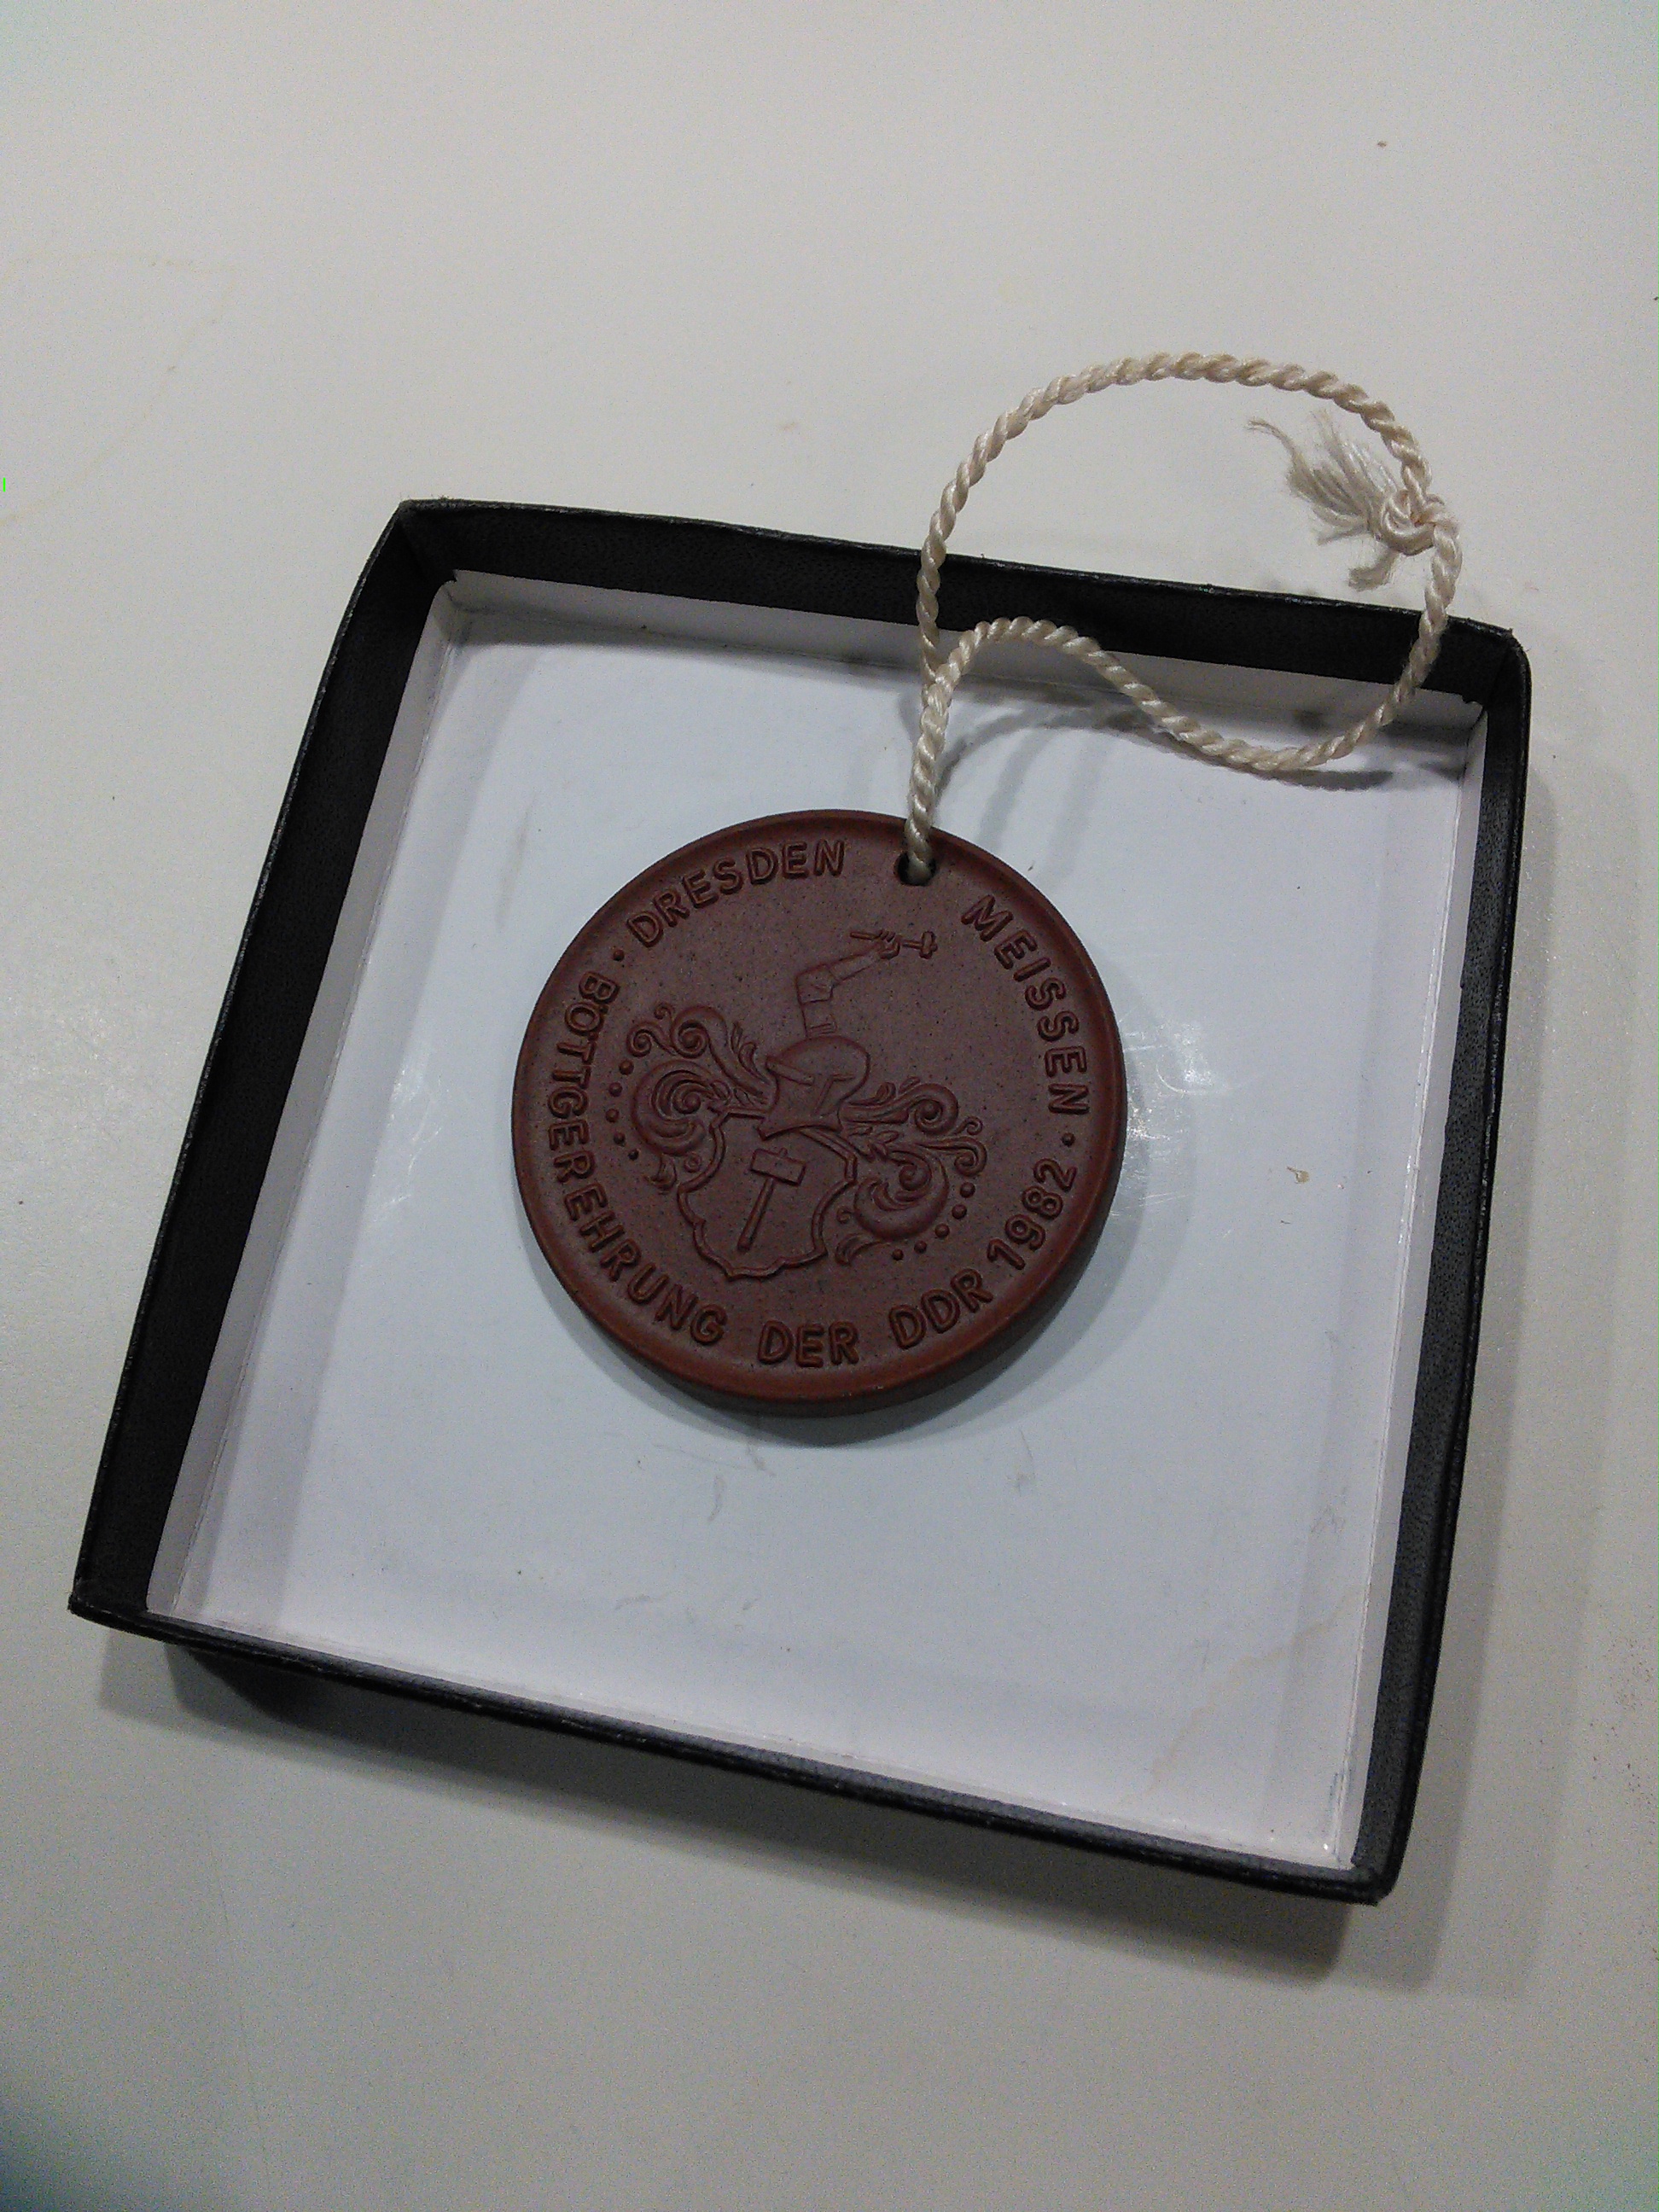 DRESDEN MEISSEN ·
BÖTTGEREHRUNG DER DDR 1982 ·